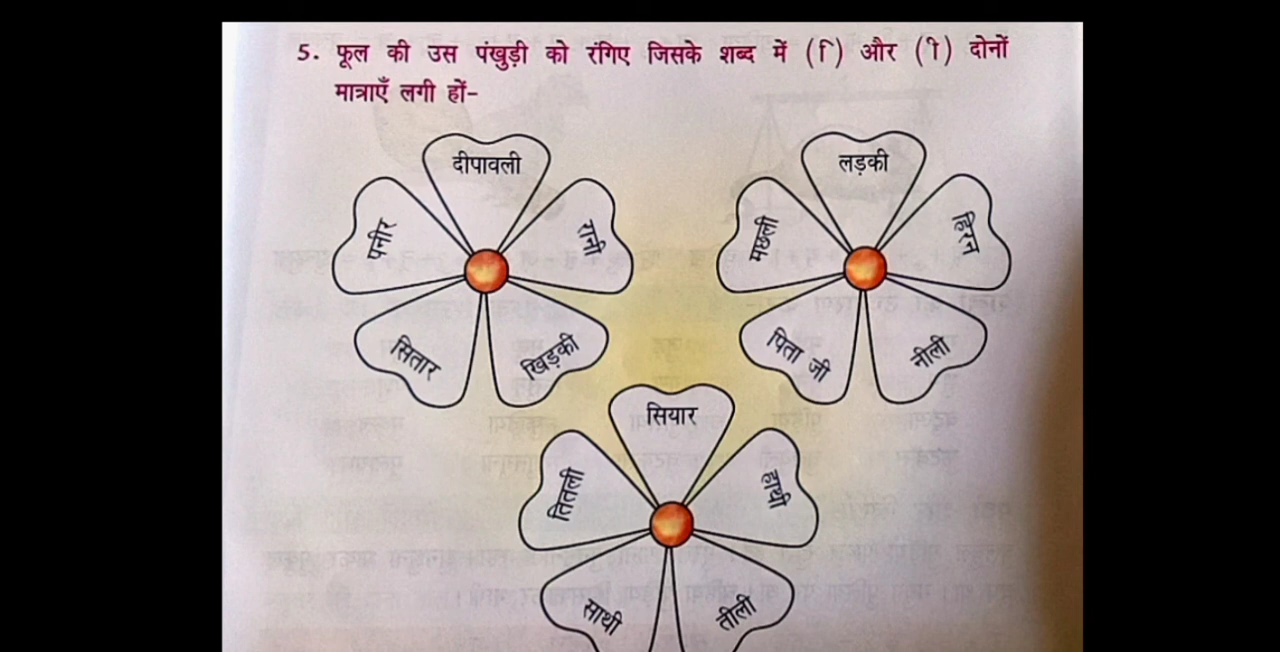 5. फूल की उस पंखुड़ी को रंगिए जिसके शब्द में (ि) और (ी) दोनों
मात्राएँ लगी हों-
दीपावली
पनीर
रानी
सितार
खिड़की
लड़की
मछली
हिरन
पिता जी
नीली
सियार
तितली
हाथी
साथी
तीली